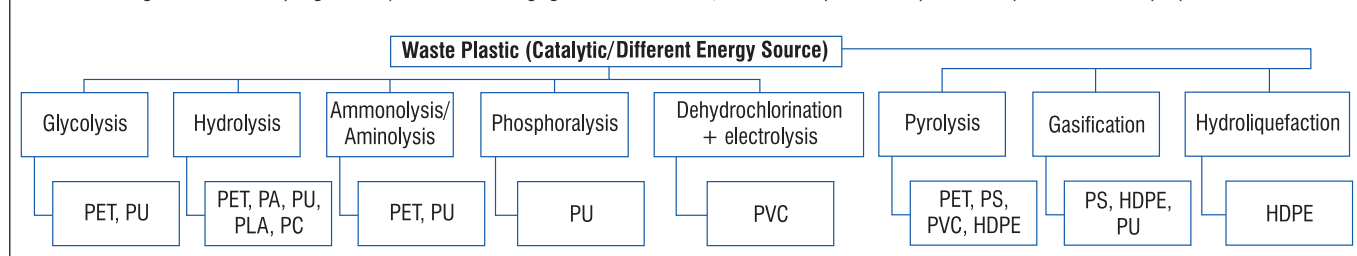 Waste Plastic (Catalytic/Different Energy Source)
Glycolysis
Hydrolysis
Ammonolysis/
Aminolysis
Phosphoralysis
Dehydrochlorination
+ electrolysis
Pyrolysis
Gasification
Hydroliquefaction
PET, PU
PET, PA, PU,
PLA, PC
PET, PU
PU
PVC
PET, PS,
PVC, HDPE
PS, HDPE,
PU
HDPE